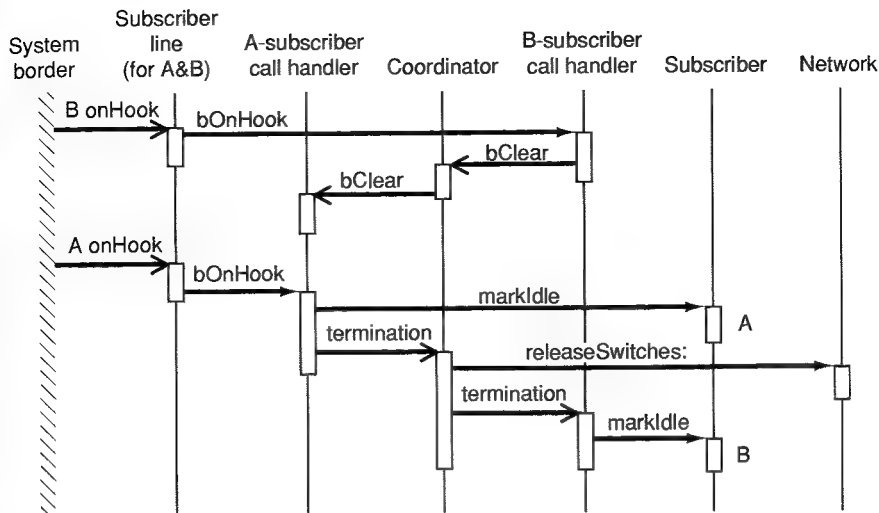 System
border
Subscriber
line
(for A&B)
A-subscriber
call handler
Coordinator
B-subscriber
call handler
Subscriber
Network
B onHook
bOnHook
bClear
bClear
A onHook
bOnHook
markIdle
A
termination
releaseSwitches:
termination
markIdle
B